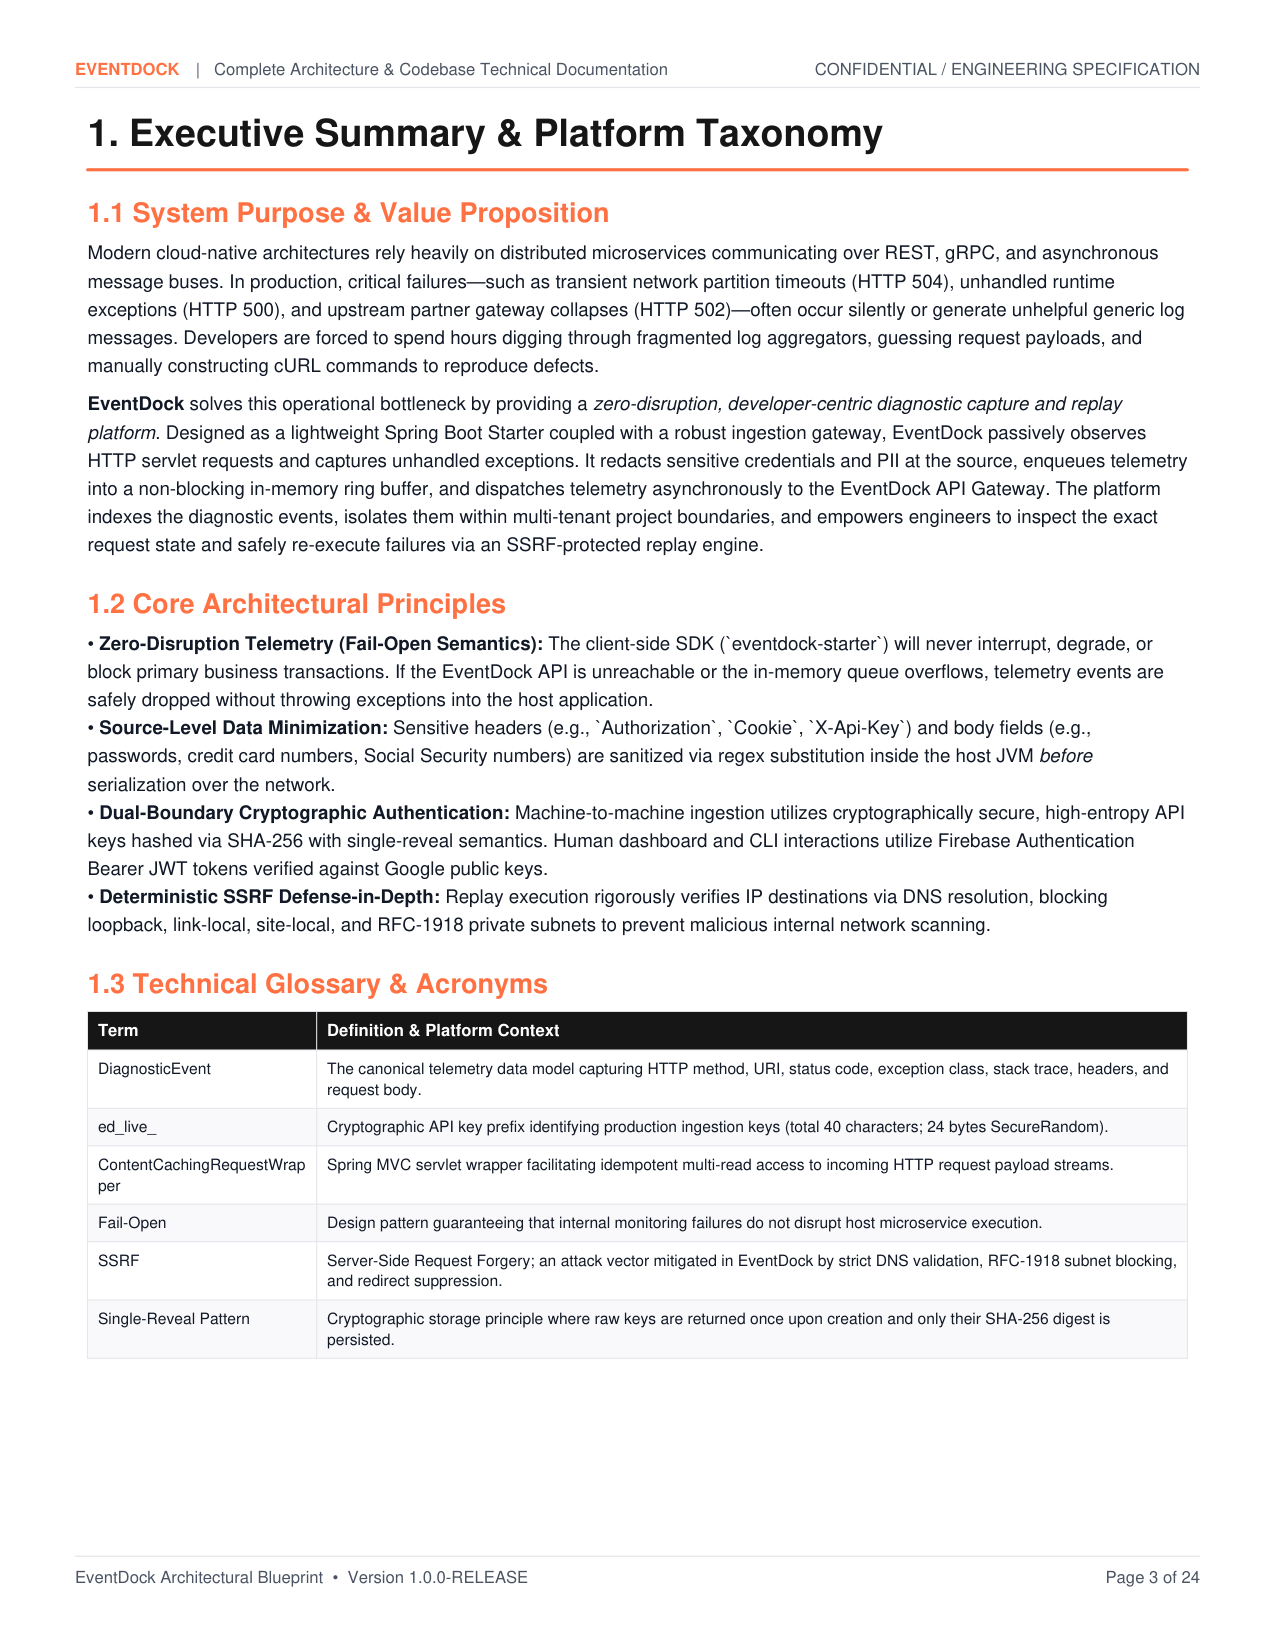 EVENTDOCK | Complete Architecture & Codebase Technical Documentation CONFIDENTIAL / ENGINEERING SPECIFICATION
1. Executive Summary & Platform Taxonomy
1.1 System Purpose & Value Proposition
Modern cloud-native architectures rely heavily on distributed microservices communicating over REST, gRPC, and asynchronous
message buses. In production, critical failures—such as transient network partition timeouts (HTTP 504), unhandled runtime
exceptions (HTTP 500), and upstream partner gateway collapses (HTTP 502)—often occur silently or generate unhelpful generic log
messages. Developers are forced to spend hours digging through fragmented log aggregators, guessing request payloads, and
manually constructing cURL commands to reproduce defects.
EventDock solves this operational bottleneck by providing a zero-disruption, developer-centric diagnostic capture and replay
platform. Designed as a lightweight Spring Boot Starter coupled with a robust ingestion gateway, EventDock passively observes
HTTP servlet requests and captures unhandled exceptions. It redacts sensitive credentials and PII at the source, enqueues telemetry
into a non-blocking in-memory ring buffer, and dispatches telemetry asynchronously to the EventDock API Gateway. The platform
indexes the diagnostic events, isolates them within multi-tenant project boundaries, and empowers engineers to inspect the exact
request state and safely re-execute failures via an SSRF-protected replay engine.
1.2 Core Architectural Principles
• Zero-Disruption Telemetry (Fail-Open Semantics): The client-side SDK (`eventdock-starter`) will never interrupt, degrade, or
block primary business transactions. If the EventDock API is unreachable or the in-memory queue overflows, telemetry events are
safely dropped without throwing exceptions into the host application.
• Source-Level Data Minimization: Sensitive headers (e.g., `Authorization`, `Cookie`, `X-Api-Key`) and body fields (e.g.,
passwords, credit card numbers, Social Security numbers) are sanitized via regex substitution inside the host JVM before
serialization over the network.
• Dual-Boundary Cryptographic Authentication: Machine-to-machine ingestion utilizes cryptographically secure, high-entropy API
keys hashed via SHA-256 with single-reveal semantics. Human dashboard and CLI interactions utilize Firebase Authentication
Bearer JWT tokens verified against Google public keys.
• Deterministic SSRF Defense-in-Depth: Replay execution rigorously verifies IP destinations via DNS resolution, blocking
loopback, link-local, site-local, and RFC-1918 private subnets to prevent malicious internal network scanning.
1.3 Technical Glossary & Acronyms
Term Definition & Platform Context
DiagnosticEvent The canonical telemetry data model capturing HTTP method, URI, status code, exception class, stack trace, headers, and
request body.
ed_live_ Cryptographic API key prefix identifying production ingestion keys (total 40 characters; 24 bytes SecureRandom).
ContentCachingRequestWrap Spring MVC servlet wrapper facilitating idempotent multi-read access to incoming HTTP request payload streams.
per
Fail-Open Design pattern guaranteeing that internal monitoring failures do not disrupt host microservice execution.
SSRF Server-Side Request Forgery; an attack vector mitigated in EventDock by strict DNS validation, RFC-1918 subnet blocking,
and redirect suppression.
Single-Reveal Pattern Cryptographic storage principle where raw keys are returned once upon creation and only their SHA-256 digest is
persisted.
EventDock Architectural Blueprint • Version 1.0.0-RELEASE Page 3 of 24